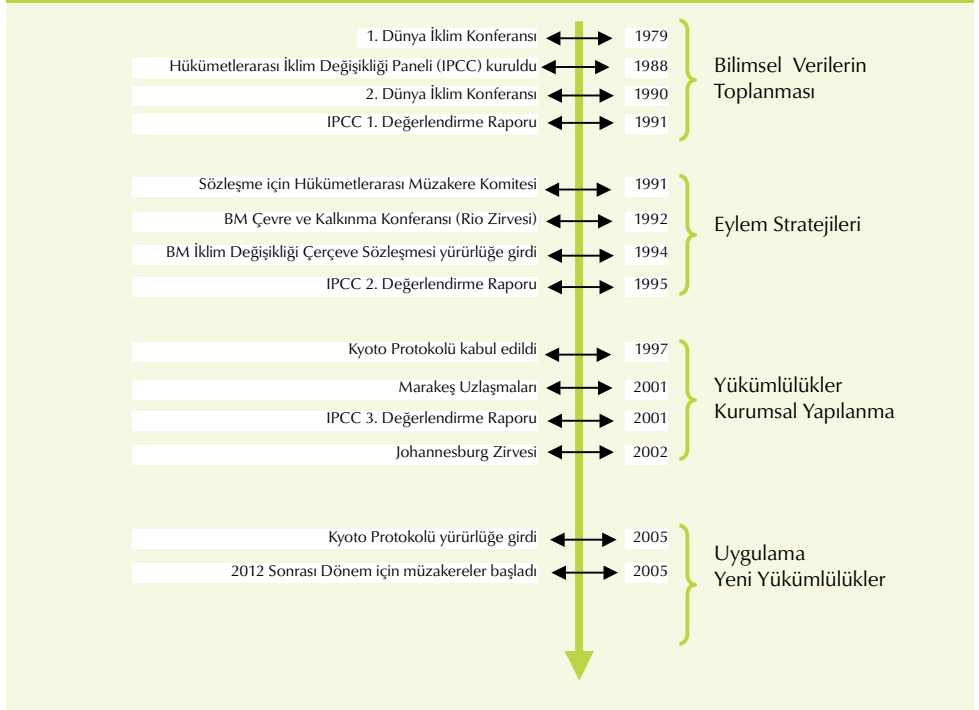 1. Dünya İklim Konferansı 1979
Hükümetlerarası İklim Değişikliği Paneli (IPCC) kuruldu 1988
2. Dünya İklim Konferansı 1990
IPCC 1. Değerlendirme Raporu 1991
Bilimsel Verilerin
Toplanması
Sözleşme için Hükümetlerarası Müzakere Komitesi 1991
BM Çevre ve Kalkınma Konferansı (Rio Zirvesi) 1992
BM İklim Değişikliği Çerçeve Sözleşmesi yürürlüğe girdi 1994
IPCC 2. Değerlendirme Raporu 1995
Eylem Stratejileri
Kyoto Protokolü kabul edildi 1997
Marakeş Uzlaşmaları 2001
IPCC 3. Değerlendirme Raporu 2001
Johannesburg Zirvesi 2002
Yükümlülükler
Kurumsal Yapılanma
Kyoto Protokolü yürürlüğe girdi 2005
2012 Sonrası Dönem için müzakereler başladı 2005
Uygulama
Yeni Yükümlülükler